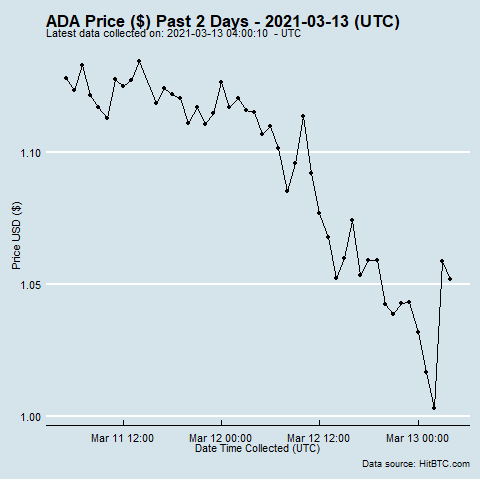 ADA Price ($) Past 2 Days - 2021-03-13 (UTC)
Latest data collected on: 2021-03-13 04:00:10 - UTC
Price USD ($)
1.10
1.05
1.00
Mar 11 12:00 Mar 12 00:00 Mar 12 12:00 Mar 13 00:00
Date Time Collected (UTC)
Data source: HitBTC.com